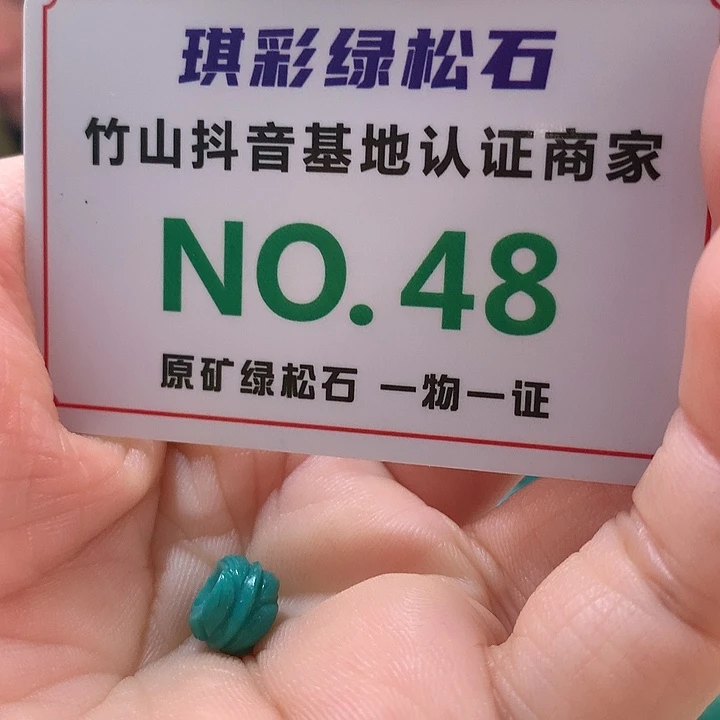 琪彩绿松石
竹山抖音基地认证商家
NO.48
原矿绿松石 一物一证